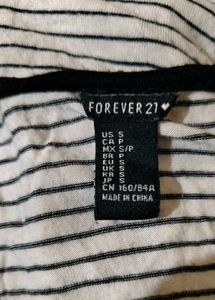 FOREVER 21
US S
CA P
MX S/P
BR P
EU S
UK S
KR S
JP S
CN 160/84A
MADE IN CHINA